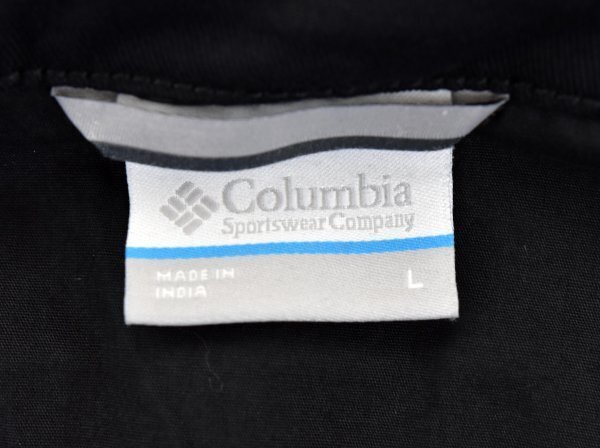 Columbia
Sportswear Company
MADE IN
INDIA
L